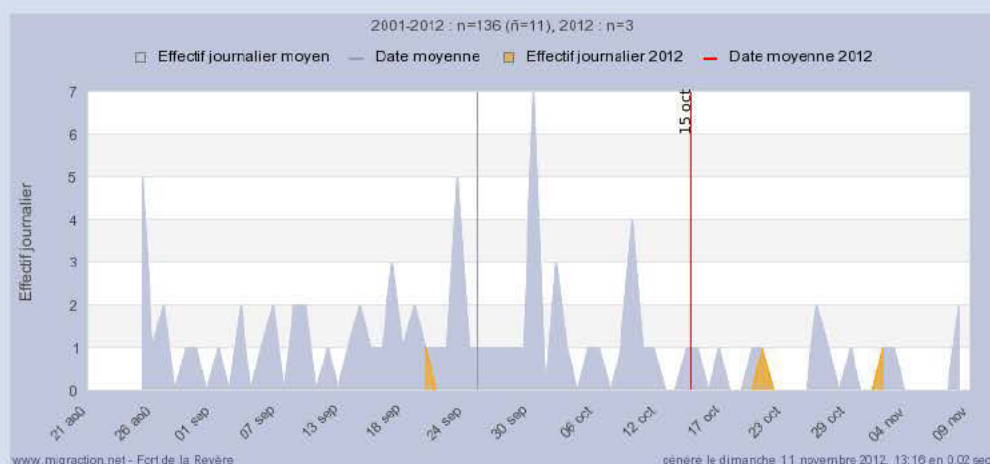 2001-2012 : n=136 (ñ=11), 2012 : n=3
Effectif journalier moyen Date moyenne Effectif journalier 2012 Date moyenne 2012
Effectif journalier
7
6
5
4
3
2
1
0
15 oct
21 aoû 26 aoû 01 sep 07 sep 13 sep 18 sep 24 sep 30 sep 06 oct 12 oct 17 oct 23 oct 29 oct 04 nov 09 nov
www.migraction.net - Fort de la Revère
généré le dimanche 11 novembre 2012, 13:16 en 0.02 sec